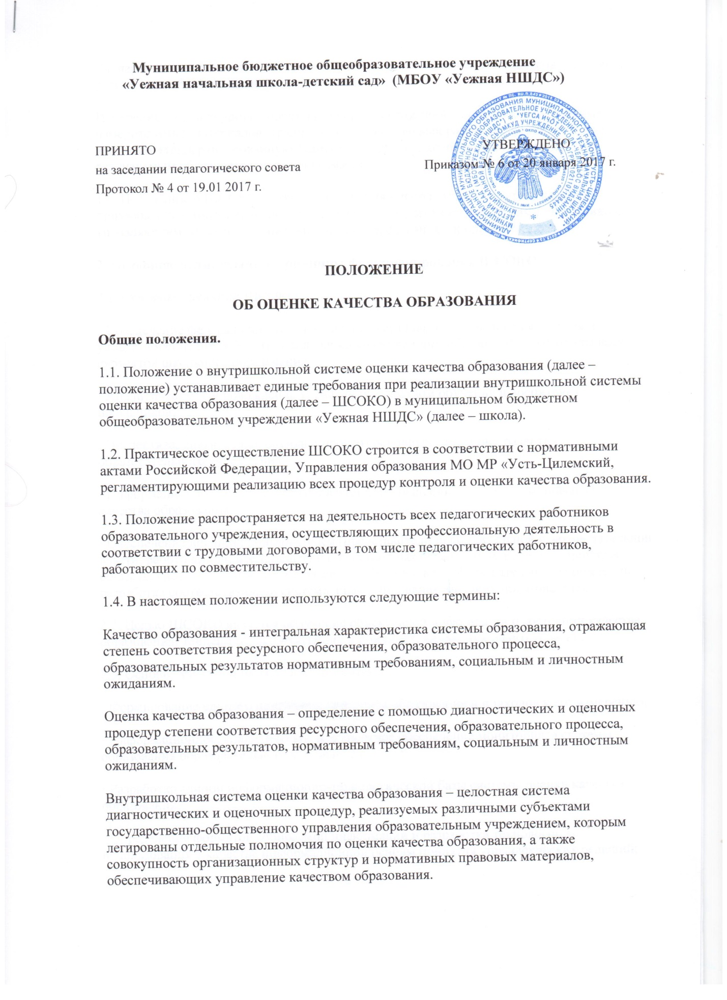 Муниципальное бюджетное общеобразовательное учреждение
«Уежная начальная школа-детский сад» (МБОУ «Уежная НШДС»)
ПРИНЯТО
на заседании педагогического совета
Протокол № 4 от 19.01 2017 г.
УТВЕРЖДЕНО
Приказом № 6 от 20 января 2017 г.
ПОЛОЖЕНИЕ
ОБ ОЦЕНКЕ КАЧЕСТВА ОБРАЗОВАНИЯ
Общие положения.
1.1. Положение о внутришкольной системе оценки качества образования (далее –
положение) устанавливает единые требования при реализации внутришкольной системы
оценки качества образования (далее – ШСОКО) в муниципальном бюджетном
общеобразовательном учреждении «Уежная НШДС» (далее – школа).
1.2. Практическое осуществление ШСОКО строится в соответствии с нормативными
актами Российской Федерации, Управления образования МО МР «Усть-Цилемский,
регламентирующими реализацию всех процедур контроля и оценки качества образования.
1.3. Положение распространяется на деятельность всех педагогических работников
образовательного учреждения, осуществляющих профессиональную деятельность в
соответствии с трудовыми договорами, в том числе педагогических работников,
работающих по совместительству.
1.4. В настоящем положении используются следующие термины:
Качество образования - интегральная характеристика системы образования, отражающая
степень соответствия ресурсного обеспечения, образовательного процесса,
образовательных результатов нормативным требованиям, социальным и личностным
ожиданиям.
Оценка качества образования – определение с помощью диагностических и оценочных
процедур степени соответствия ресурсного обеспечения, образовательного процесса,
образовательных результатов, нормативным требованиям, социальным и личностным
ожиданиям.
Внутришкольная система оценки качества образования – целостная система
диагностических и оценочных процедур, реализуемых различными субъектами
государственно-общественного управления образовательным учреждением, которым
легированы отдельные полномочия по оценки качества образования, а также
совокупность организационных структур и нормативных правовых материалов,
обеспечивающих управление качеством образования.